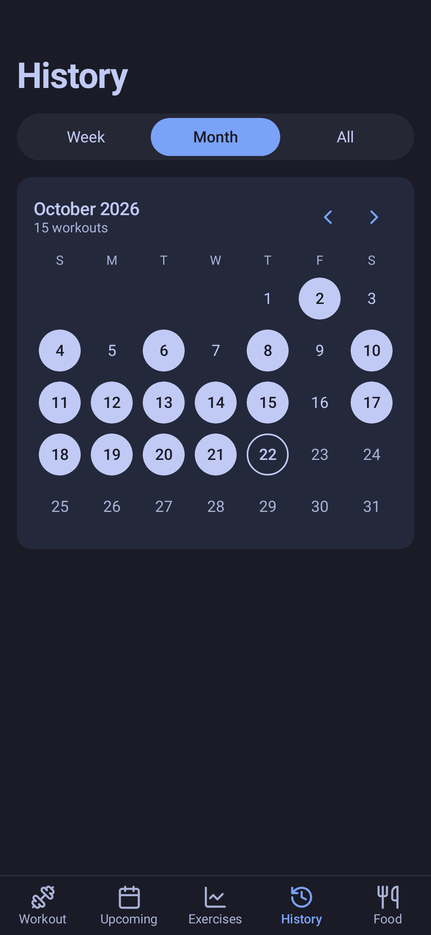 History
Week Month All
October 2026
15 workouts
S M T W T F S
1 2 3
4 5 6 7 8 9 10
11 12 13 14 15 16 17
18 19 20 21 22 23 24
25 26 27 28 29 30 31
Workout Upcoming Exercises History Food